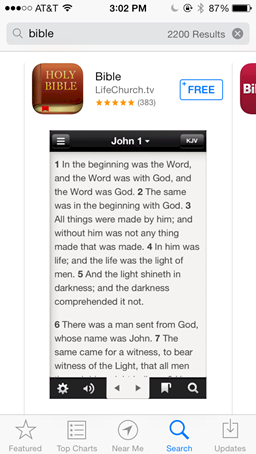 AT&T 3:02 PM 87%
bible 2200 Results
HOLY
BIBLE
Bible
LifeChurch.tv
(383)
+ FREE
Bi
John 1
KJV
1 In the beginning was the Word,
and the Word was with God, and
the Word was God. 2 The same
was in the beginning with God. 3
All things were made by him; and
without him was not any thing
made that was made. 4 In him was
life; and the life was the light of
men. 5 And the light shineth in
darkness; and the darkness
comprehended it not.
6 There was a man sent from God,
whose name was John. 7 The
same came for a witness, to bear
witness of the Light, that all men
Featured Top Charts Near Me Search Updates